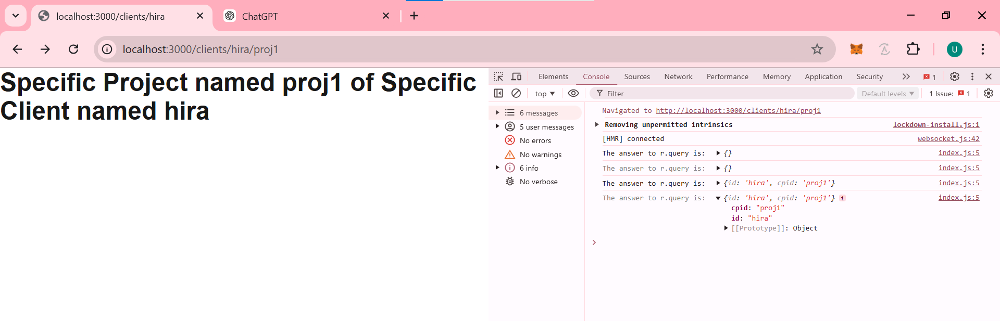 localhost:3000/clients/hira
ChatGPT
localhost:3000/clients/hira/proj1
U
Specific Project named proj1 of Specific
Client named hira
Elements Console Sources Network Performance Memory Application Security 1
top Filter Default levels 1 Issue: 1
6 messages
5 user messages
No errors
No warnings
6 info
No verbose
Navigated to http://localhost:3000/clients/hira/proj1
Removing unpermitted intrinsics lockdown-install.js:1
[HMR] connected websocket.js:42
The answer to r.query is: {} index.js:5
The answer to r.query is: {} index.js:5
The answer to r.query is: {id: 'hira', cpid: 'proj1'} index.js:5
The answer to r.query is: {id: 'hira', cpid: 'proj1'} i index.js:5
cpid: "proj1"
id: "hira"
[[Prototype]]: Object